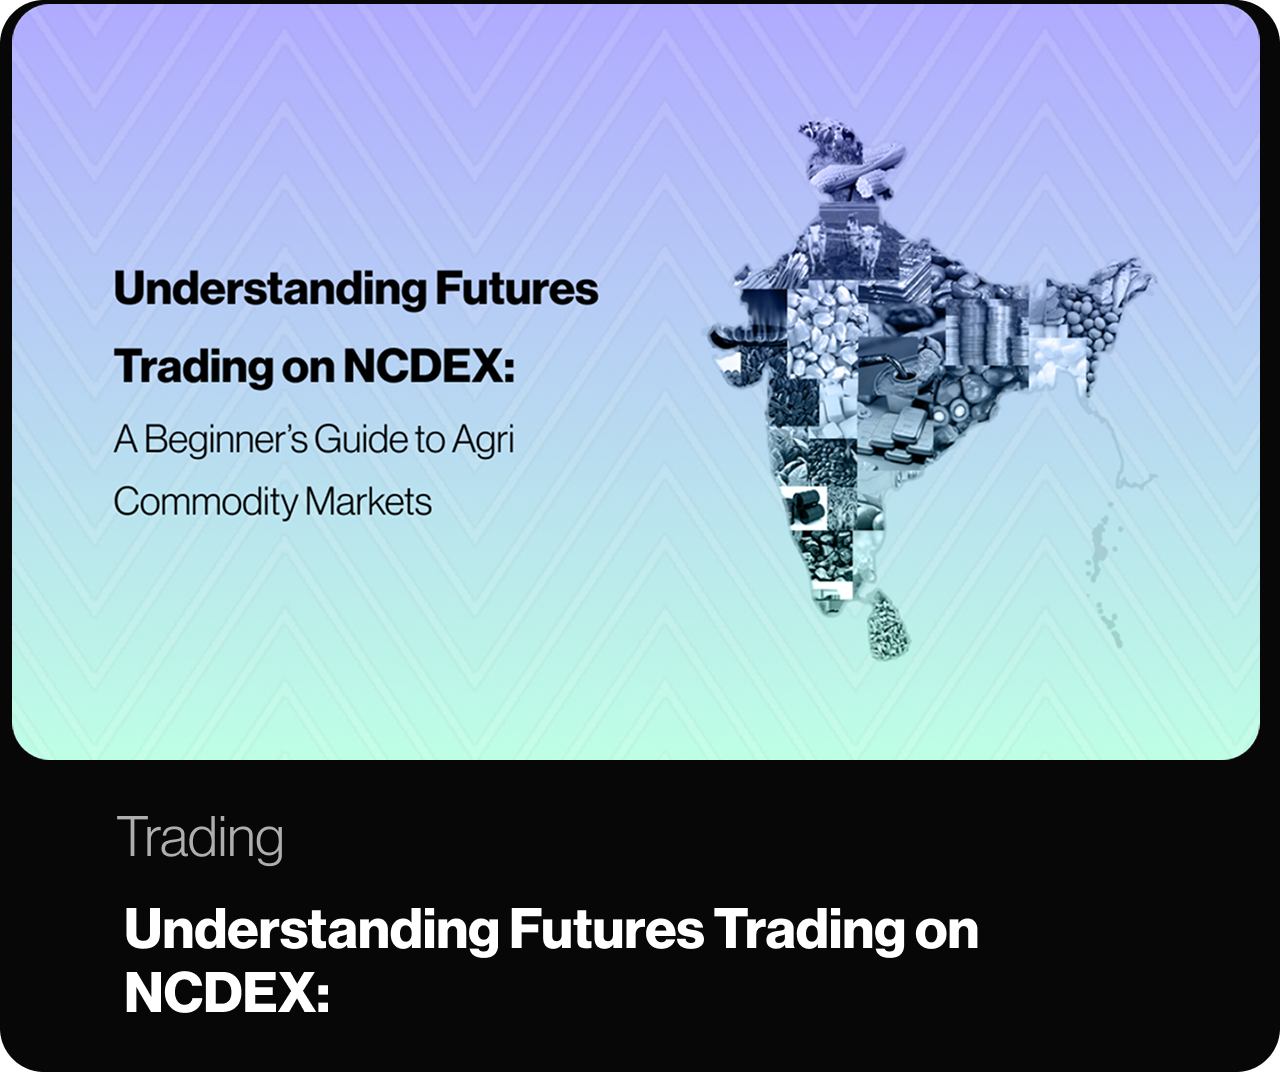 Understanding Futures
Trading on NCDEX:
A Beginner’s Guide to Agri
Commodity Markets
Trading
Understanding Futures Trading on
NCDEX: